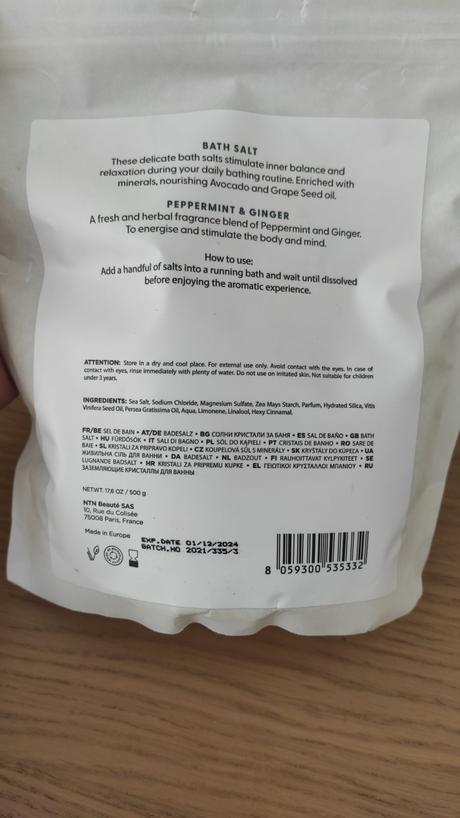 BATH SALT
These delicate bath salts stimulate inner balance and
relaxation during your daily bathing routine. Enriched with
minerals, nourishing Avocado and Grape Seed oil.
PEPPERMINT & GINGER
A fresh and herbal fragrance blend of Peppermint and Ginger.
To energise and stimulate the body and mind.
How to use:
Add a handful of salts into a running bath and wait until dissolved
before enjoying the aromatic experience.
ATTENTION: Store in a dry and cool place. For external use only. Avoid contact with the eyes. In case of
contact with eyes, rinse immediately with plenty of water. Do not use on irritated skin. Not suitable for children
under 3 years.
INGREDIENTS: Sea Salt, Sodium Chloride, Magnesium Sulfate, Zea Mays Starch, Parfum, Hydrated Silica, Vitis
Vinifera Seed Oil, Persea Gratissima Oil, Aqua, Limonene, Linalool, Hexy Cinnamal.
FR/BE SEL DE BAIN • AT/DE BADESALZ • BG СОЛНИ КРИСТАЛИ ЗА БАНЯ • ES SAL DE BAÑO • GB BATH
SALT • HU FÜRDŐSÓK • IT SALI DI BAGNO • PL SÓL DO KĄPIELI • PT CRISTAIS DE BANHO • RO SARE DE
BAIE • SL KRISTALI ZA PRIPRAVO KOPELI • CZ KOUPELOVÁ SŮL S MINERÁLY • SK KRYŠTÁLY DO KÚPEĽA • UA
ЖИВИЛЬНА СІЛЬ ДЛЯ ВАННИ • DA BADESALT • NL BADZOUT • FI RAUHOITTAVAT KYLPYKITEET • SE
LUGNANDE BADSALT • HR KRISTALI ZA PRIPREMU KUPKE • EL ΓΕΙΩΤΙΚΟΙ ΚΡΥΣΤΑΛΛΟΙ ΜΠΑΝΙΟΥ • RU
ЗАЗЕМЛЯЮЩИЕ КРИСТАЛЛЫ ДЛЯ ВАННЫ
NET WT. 17,6 OZ / 500 g
NTN Beauté SAS
10, Rue du Colisée
75008 Paris, France
Made in Europe
EXP.DATE 01/12/2024
BATCH.NO 2021/335/3
8 059300 535332